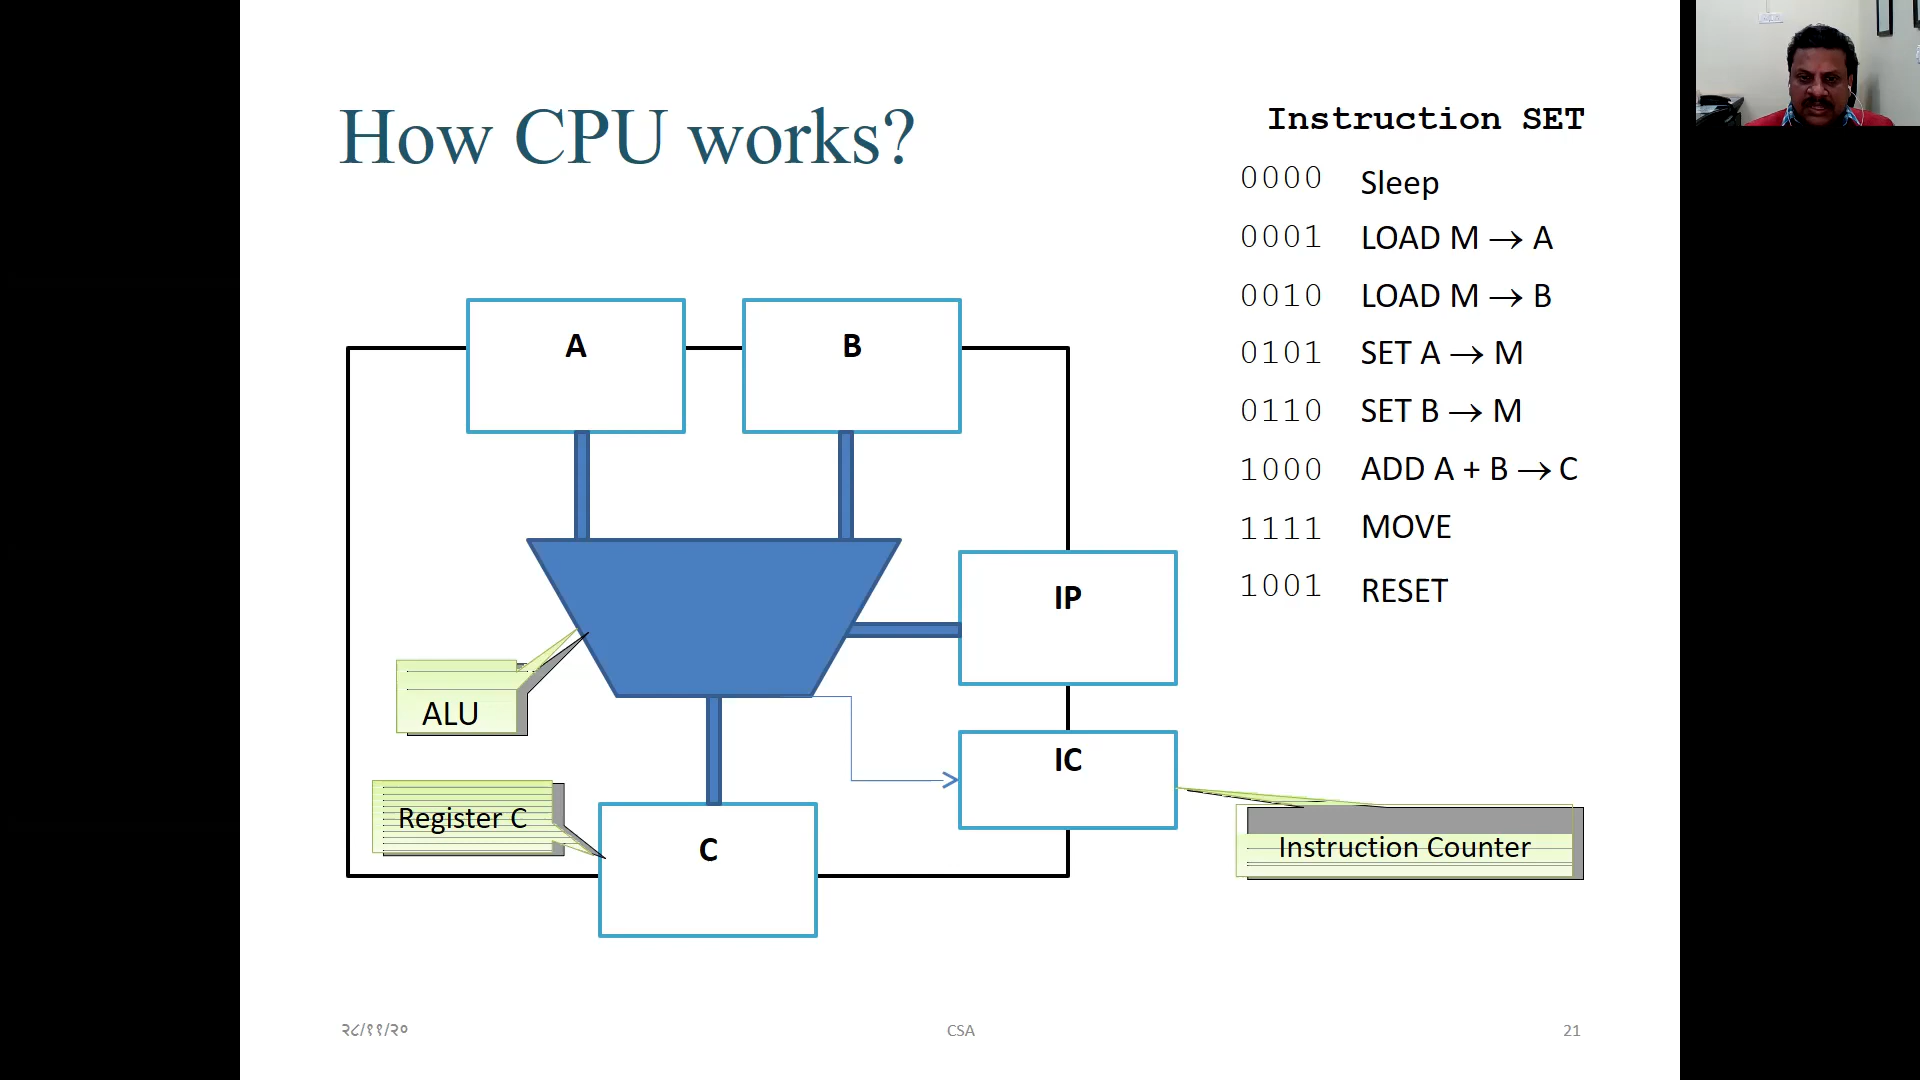 How CPU works?
Instruction SET
0000 Sleep
0001 LOAD M → A
0010 LOAD M → B
0101 SET A → M
0110 SET B → M
1000 ADD A + B → C
1111 MOVE
1001 RESET
A
B
IP
ALU
IC
Register C
C
Instruction Counter
२८/११/२०
CSA
21